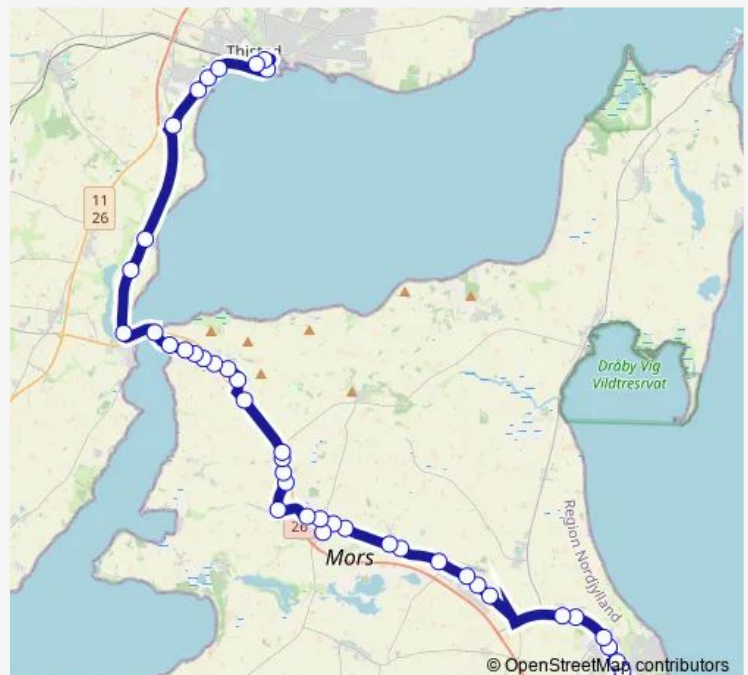 Thisted
11
26
Dråby Vig
Vildtresrvat
26
Mors
Region Nordjylland
© OpenStreetMap contributors